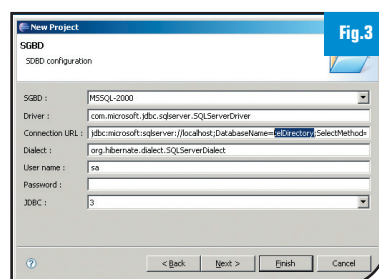 New Project
Fig.3
SGBD
SDBD configuration
SGBD : MSSQL-2000
Driver : com.microsoft.jdbc.sqlserver.SQLServerDriver
Connection URL : jdbc:microsoft:sqlserver://localhost;DatabaseName=telDirectory;SelectMethod=
Dialect : org.hibernate.dialect.SQLServerDialect
User name : sa
Password :
JDBC : 3
?
< Back
Next >
Finish
Cancel